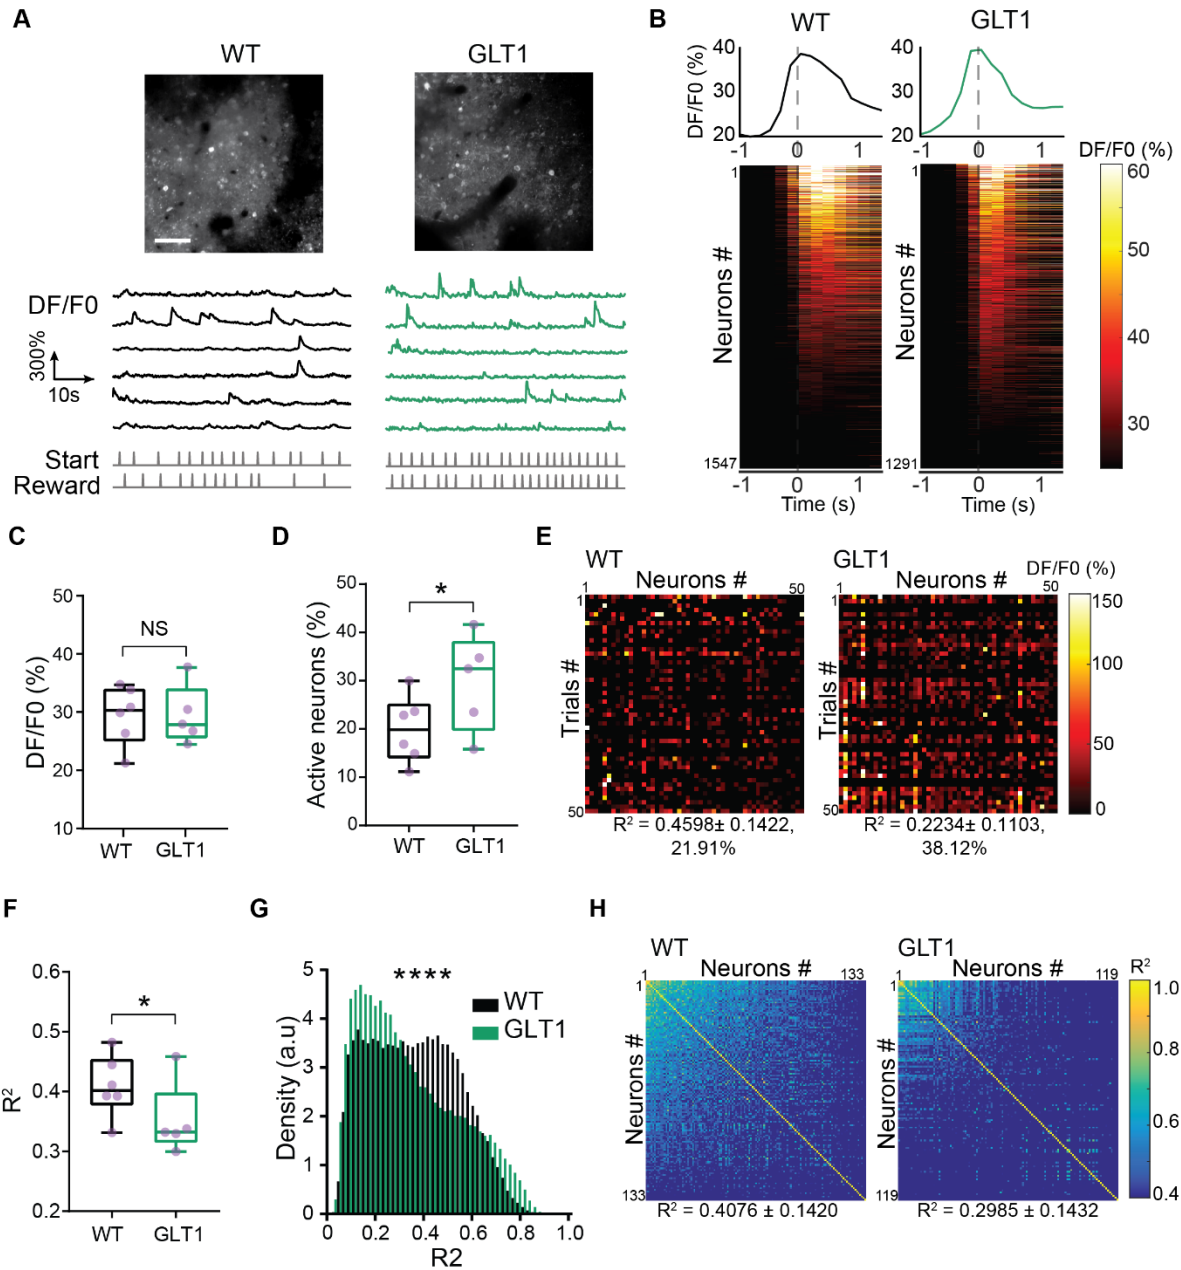 A
WT
GLT1
DF/F0
300%
10s
Start
Reward
B
WT
GLT1
DF/F0 (%)
40
30
20
-1 0 1
40
30
20
-1 0 1
DF/F0 (%)
60
50
40
30
Neurons #
1
1547
-1 0 1
Time (s)
Neurons #
1
1291
-1 0 1
Time (s)
C
DF/F0 (%)
50
40
30
20
10
NS
WT GLT1
D
Active neurons (%)
50
40
30
20
10
0
*
WT GLT1
E
WT
Neurons #
1 50
Trials #
1
50
R² = 0.4598± 0.1422,
21.91%
GLT1
Neurons #
1 50
Trials #
1
50
R² = 0.2234± 0.1103,
38.12%
DF/F0 (%)
150
100
50
0
F
R²
0.6
0.5
0.4
0.3
0.2
*
WT GLT1
G
Density (a.u)
5
4
3
2
1
0
****
WT
GLT1
0 0.2 0.4 0.6 0.8 1.0
R2
H
WT
Neurons #
1 133
Neurons #
133
R² = 0.4076 ± 0.1420
GLT1
Neurons #
1 119
Neurons #
119
R² = 0.2985 ± 0.1432
R²
1.0
0.8
0.6
0.4